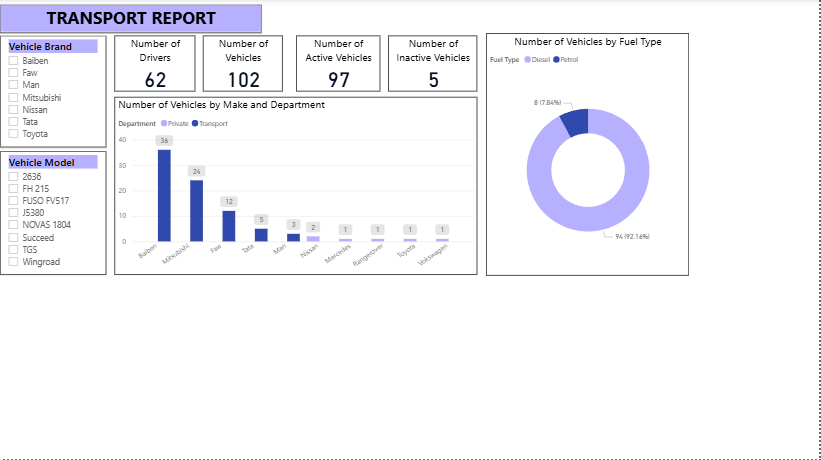 TRANSPORT REPORT
Vehicle Brand
Baiben
Faw
Man
Mitsubishi
Nissan
Tata
Toyota
Vehicle Model
2636
FH 215
FUSO FV517
J5380
NOVAS 1804
Succeed
TGS
Wingroad
Number of
Drivers
62
Number of
Vehicles
102
Number of
Active Vehicles
97
Number of
Inactive Vehicles
5
Number of Vehicles by Make and Department
Department Private Transport
40
30
20
10
0
36
24
12
5
3
2
1
1
1
1
Baiben
Mitsubishi
Faw
Tata
Man
Nissan
Mercedes
Rangerover
Toyota
Volkswagen
Number of Vehicles by Fuel Type
Fuel Type Diesel Petrol
8 (7.84%)
94 (92.16%)